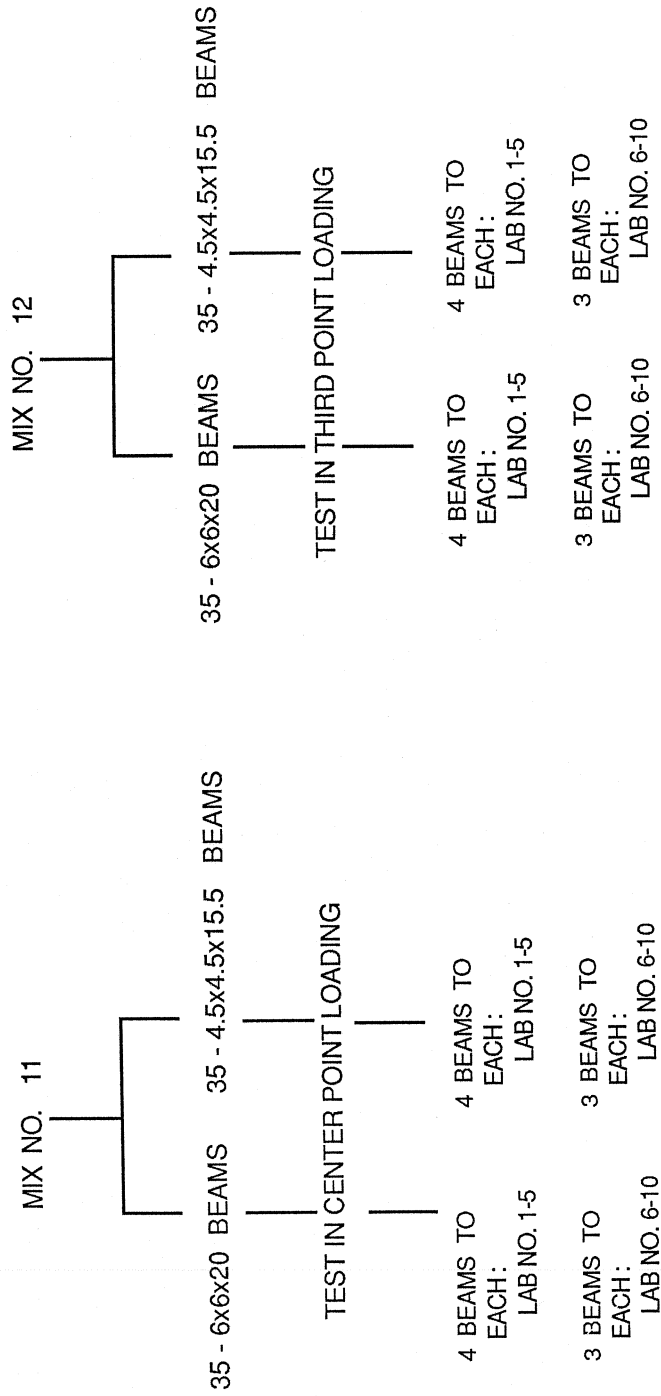 MIX NO. 11
35 - 6x6x20 BEAMS
35 - 4.5x4.5x15.5 BEAMS
TEST IN CENTER POINT LOADING
4 BEAMS TO
EACH:
LAB NO. 1-5
4 BEAMS TO
EACH:
LAB NO. 1-5
3 BEAMS TO
EACH:
LAB NO. 6-10
3 BEAMS TO
EACH:
LAB NO. 6-10
MIX NO. 12
35 - 6x6x20 BEAMS
35 - 4.5x4.5x15.5 BEAMS
TEST IN THIRD POINT LOADING
4 BEAMS TO
EACH:
LAB NO. 1-5
4 BEAMS TO
EACH:
LAB NO. 1-5
3 BEAMS TO
EACH:
LAB NO. 6-10
3 BEAMS TO
EACH:
LAB NO. 6-10